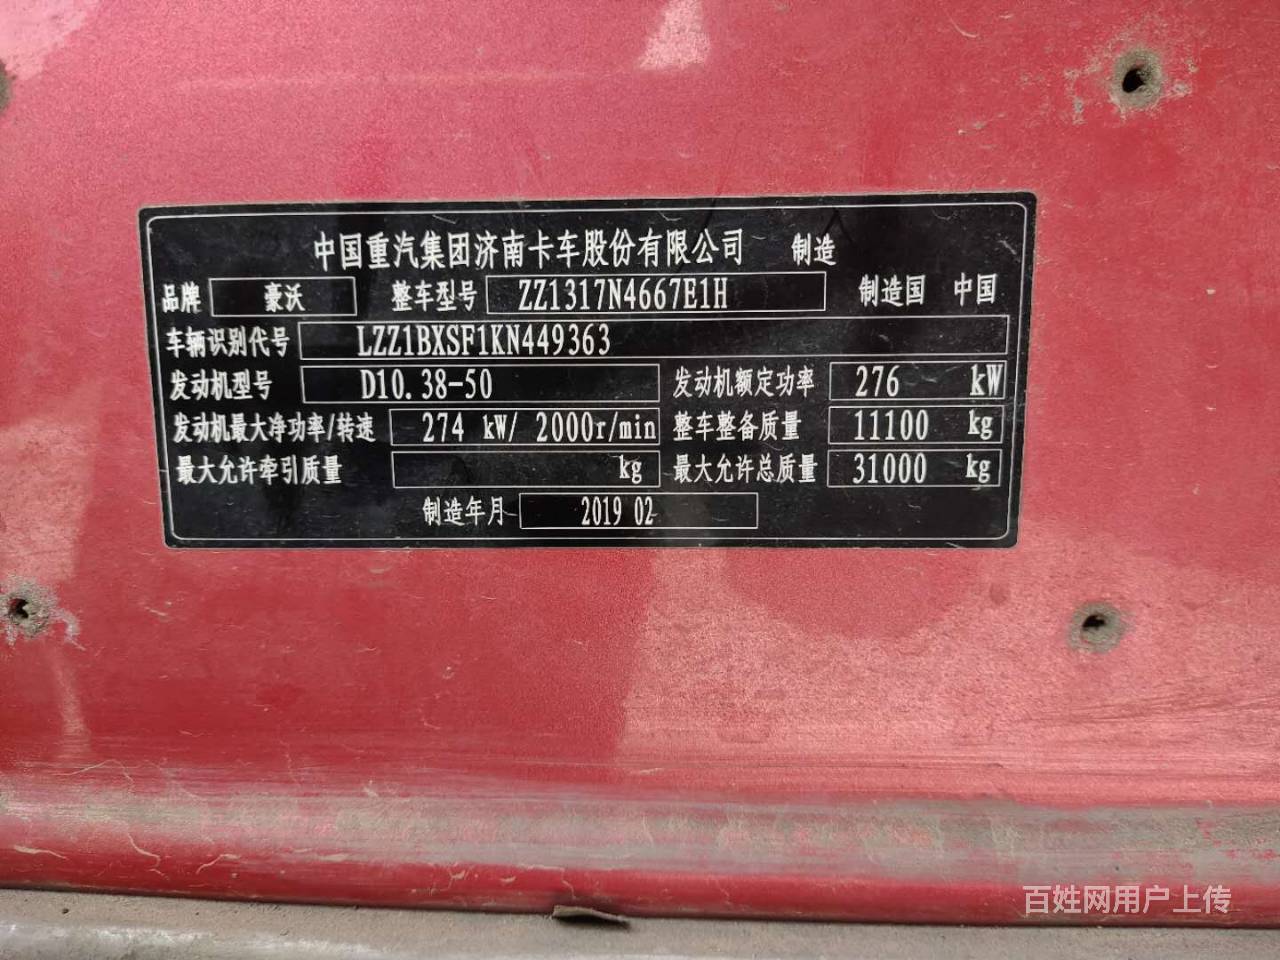 中国重汽集团济南卡车股份有限公司 制造
品牌 豪沃 整车型号 ZZ1317N4667E1H 制造国 中国
车辆识别代号 LZZ1BXSF1KN449363
发动机型号 D10.38-50 发动机额定功率 276 kW
发动机最大净功率/转速 274 kW/ 2000r/min 整车整备质量 11100 kg
最大允许牵引质量 kg 最大允许总质量 31000 kg
制造年月 2019 02
百姓网用户上传